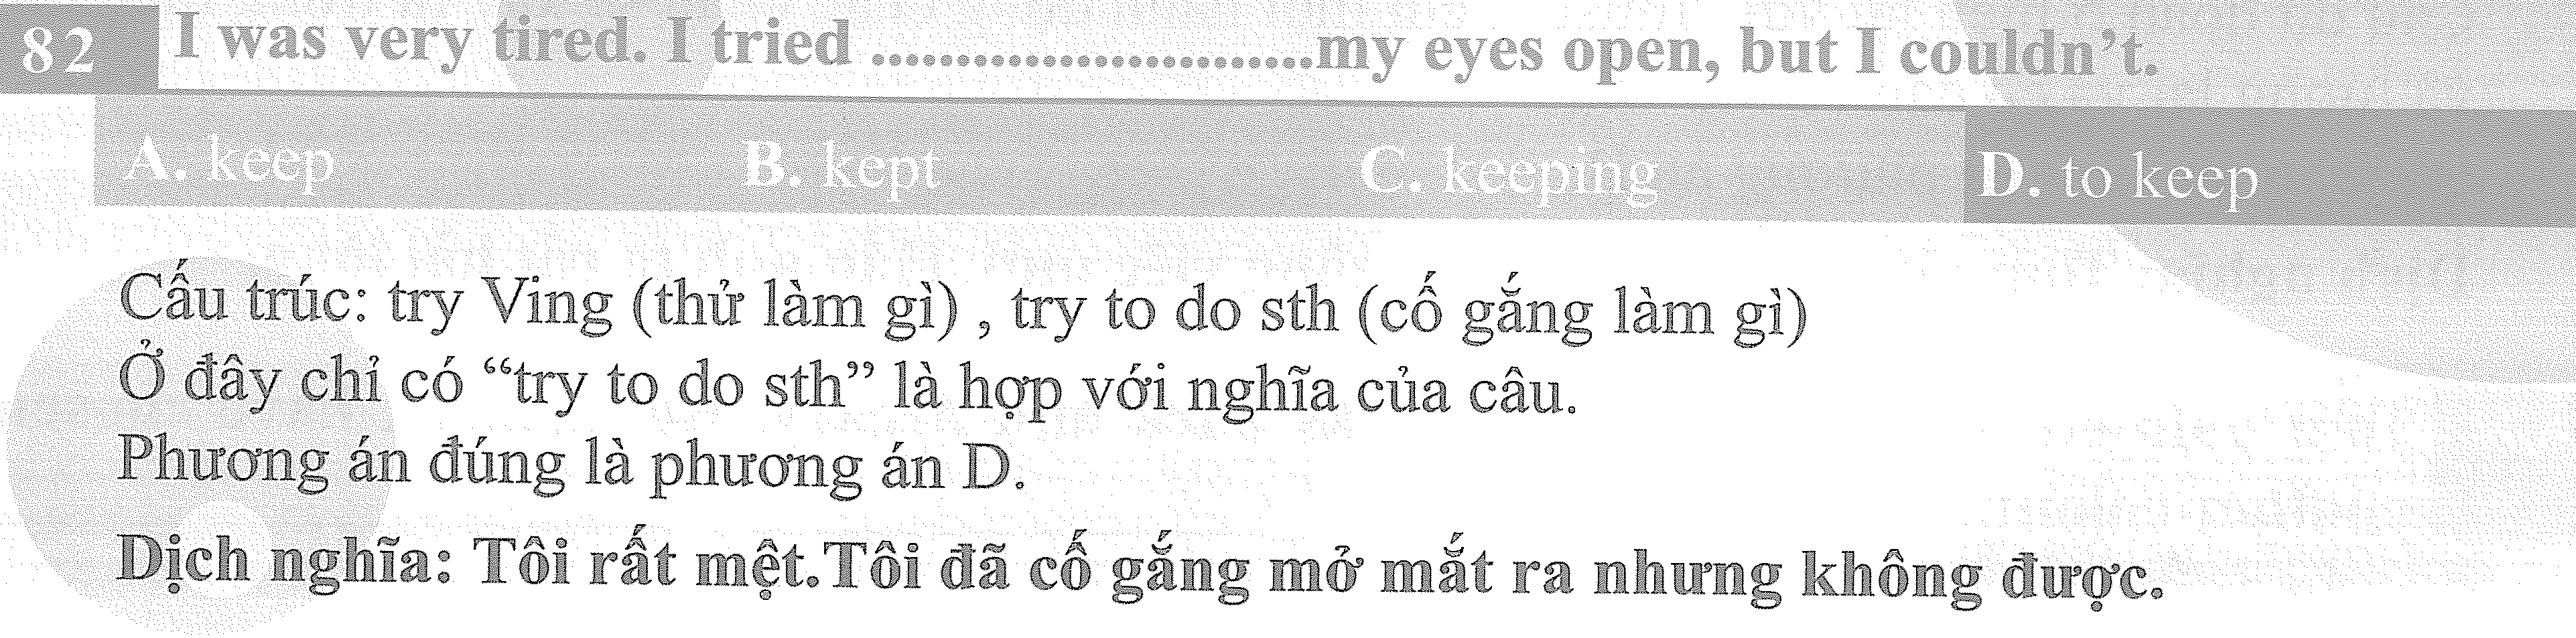 82 I was very tired. I tried ..........................my eyes open, but I couldn't.
A. keep B. kept C. keeping D. to keep
Cấu trúc: try Ving (thử làm gì) , try to do sth (cố gắng làm gì)
Ở đây chỉ có “try to do sth” là hợp với nghĩa của câu.
Phương án đúng là phương án D.
Dịch nghĩa: Tôi rất mệt.Tôi đã cố gắng mở mắt ra nhưng không được.